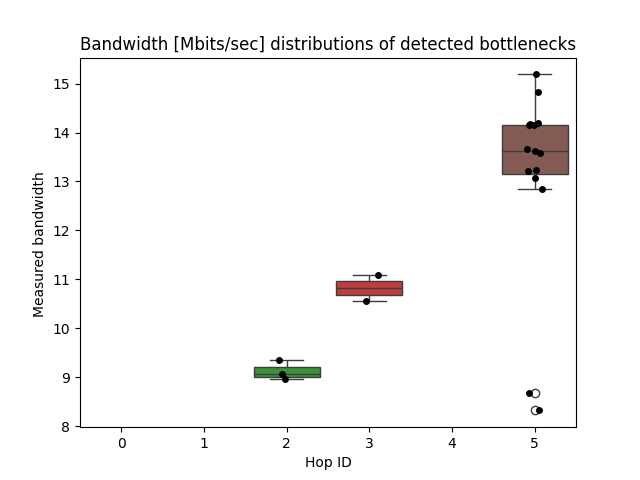 Bandwidth [Mbits/sec] distributions of detected bottlenecks
Measured bandwidth
15
14
13
12
11
10
9
8
0 1 2 3 4 5
Hop ID